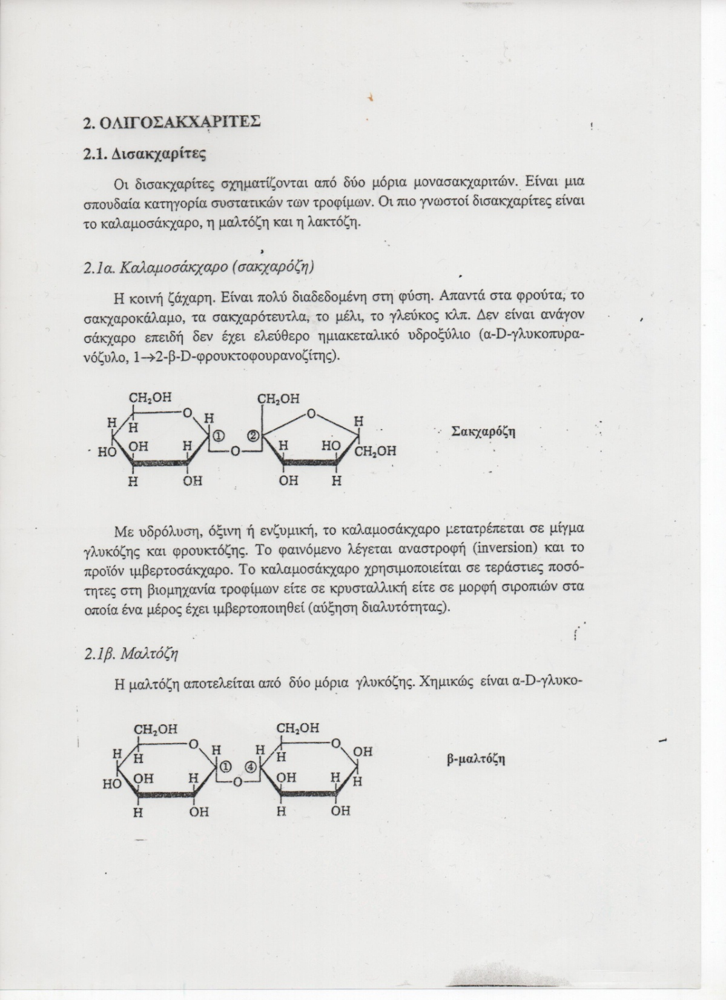 2. ΟΛΙΓΟΣΑΚΧΑΡΙΤΕΣ
2.1. Δισακχαρίτες
Οι δισακχαρίτες σχηματίζονται από δύο μόρια μονασακχαριτών. Είναι μια
σπουδαία κατηγορία συστατικών των τροφίμων. Οι πιο γνωστοί δισακχαρίτες είναι
το καλαμοσάκχαρο, η μαλτόζη και η λακτόζη.
2.1α. Καλαμοσάκχαρο (σακχαρόζη)
Η κοινή ζάχαρη. Είναι πολύ διαδεδομένη στη φύση. Απαντά στα φρούτα, το
σακχαροκάλαμο, τα σακχαρότευτλα, το μέλι, το γλεύκος κλπ. Δεν είναι ανάγον
σάκχαρο επειδή δεν έχει ελεύθερο ημιακεταλικό υδροξύλιο (α-D-γλυκοπυρα-
νόζυλο, 1→2-β-D-φρουκτοφουρανοζίτης).
CH₂OH CH₂OH
O H O H
H H ① ② Σακχαρόζη
HO OH H O H HO CH₂OH
H OH OH H
Με υδρόλυση, όξινη ή ενζυμική, το καλαμοσάκχαρο μετατρέπεται σε μίγμα
γλυκόζης και φρουκτόζης. Το φαινόμενο λέγεται αναστροφή (inversion) και το
προϊόν ιμβερτοσάκχαρο. Το καλαμοσάκχαρο χρησιμοποιείται σε τεράστιες ποσό-
τητες στη βιομηχανία τροφίμων είτε σε κρυσταλλική είτε σε μορφή σιροπιών στα
οποία ένα μέρος έχει ιμβερτοποιηθεί (αύξηση διαλυτότητας).
2.1β. Μαλτόζη
Η μαλτόζη αποτελείται από δύο μόρια γλυκόζης. Χημικώς είναι α-D-γλυκο-
CH₂OH CH₂OH
O H H O OH
H H ① ④ H β-μαλτόζη
HO OH H O OH H H
H OH H OH